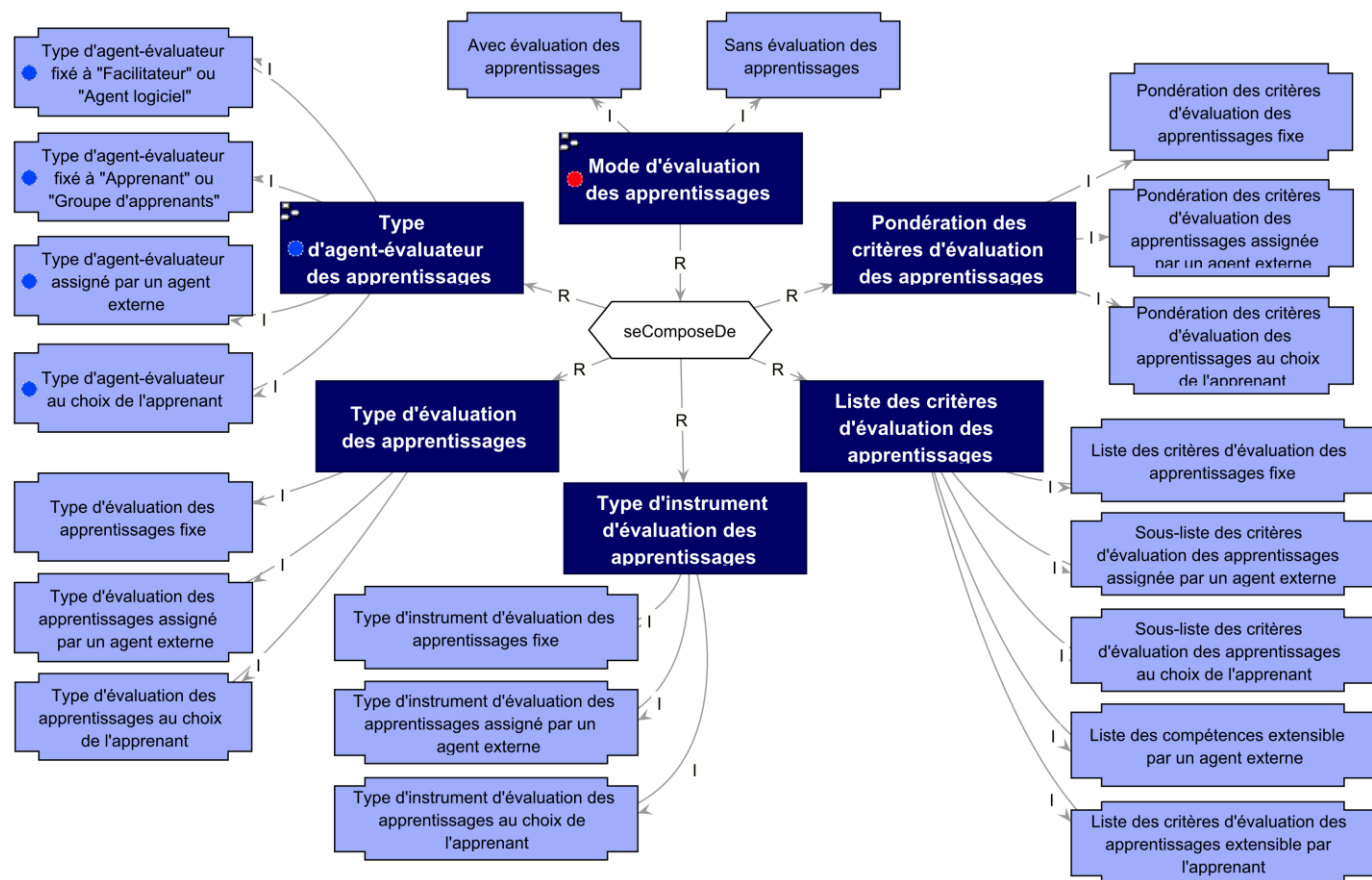 Type d'agent-évaluateur
fixé à "Facilitateur" ou
"Agent logiciel"
I
Avec évaluation des
apprentissages
I
Sans évaluation des
apprentissages
I
Pondération des critères
d'évaluation des
apprentissages fixe
I
Type d'agent-évaluateur
fixé à "Apprenant" ou
"Groupe d'apprenants"
I
Mode d'évaluation
des apprentissages
R
Type
d'agent-évaluateur
des apprentissages
R
Pondération des
critères d'évaluation
des apprentissages
R
Pondération des critères
d'évaluation des
apprentissages assignée
par un agent externe
I
Type d'agent-évaluateur
assigné par un agent
externe
I
seComposeDe
Pondération des critères
d'évaluation des
apprentissages au choix
de l'apprenant
I
Type d'agent-évaluateur
au choix de l'apprenant
I
Type d'évaluation
des apprentissages
R
R
Liste des critères
d'évaluation des
apprentissages
R
Type d'évaluation des
apprentissages fixe
I
Type d'instrument
d'évaluation des
apprentissages
Liste des critères d'évaluation des
apprentissages fixe
I
Type d'évaluation des
apprentissages assigné
par un agent externe
I
Sous-liste des critères
d'évaluation des apprentissages
assignée par un agent externe
I
Type d'évaluation des
apprentissages au choix
de l'apprenant
I
Type d'instrument d'évaluation des
apprentissages fixe
I
Sous-liste des critères
d'évaluation des apprentissages
au choix de l'apprenant
I
Type d'instrument d'évaluation des
apprentissages assigné par un
agent externe
I
Liste des compétences extensible
par un agent externe
I
Type d'instrument d'évaluation des
apprentissages au choix de
l'apprenant
I
Liste des critères d'évaluation des
apprentissages extensible par
l'apprenant
I